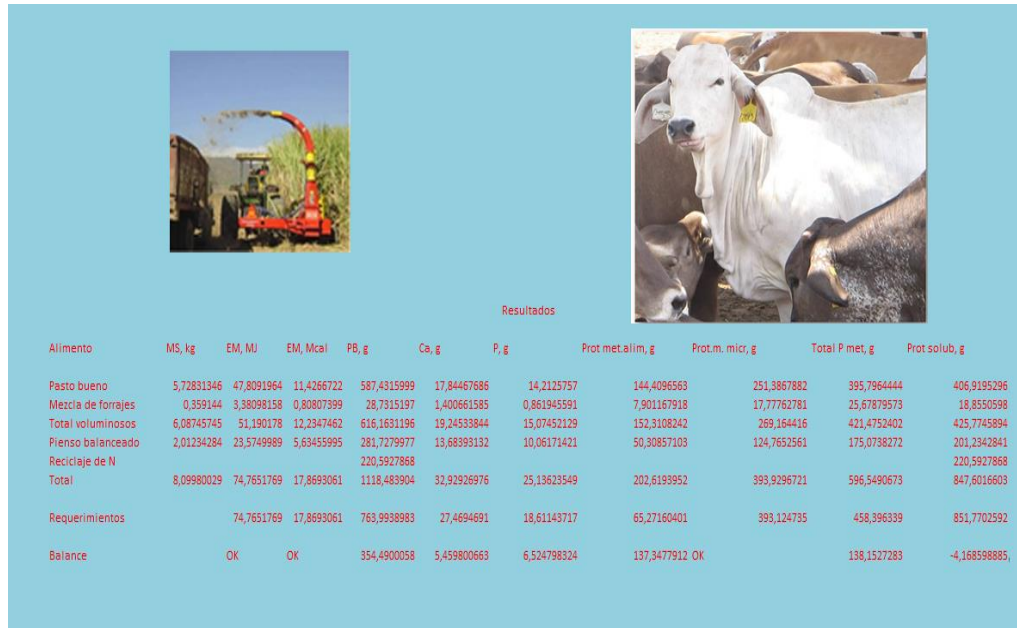 Resultados
Alimento MS, kg EM, MJ EM, Mcal PB, g Ca, g P, g Prot met.alim, g Prot.m. micr, g Total P met, g Prot solub, g
Pasto bueno 5,72831346 47,8091964 11,4266722 587,4315999 17,84467686 14,2125757 144,4096563 251,3867882 395,7964444 406,9195296
Mezcla de forrajes 0,359144 3,38098158 0,80807399 28,7315197 1,400661585 0,861945591 7,901167918 17,77762781 25,67879573 18,8550598
Total voluminosos 6,08745745 51,190178 12,2347462 616,1631196 19,24533844 15,07452129 152,3108242 269,164416 421,4752402 425,7745894
Pienso balanceado 2,01234284 23,5749989 5,63455995 281,7279977 13,68393132 10,06171421 50,30857103 124,7652561 175,0738272 201,2342841
Reciclaje de N 220,5927868 220,5927868
Total 8,09980029 74,7651769 17,8693061 1118,483904 32,92926976 25,13623549 202,6193952 393,9296721 596,5490673 847,6016603
Requerimientos 74,7651769 17,8693061 763,9938983 27,4694691 18,61143717 65,27160401 393,124735 458,396339 851,7702592
Balance OK OK 354,4900058 5,459800663 6,524798324 137,3477912 OK 138,1527283 -4,168598885,